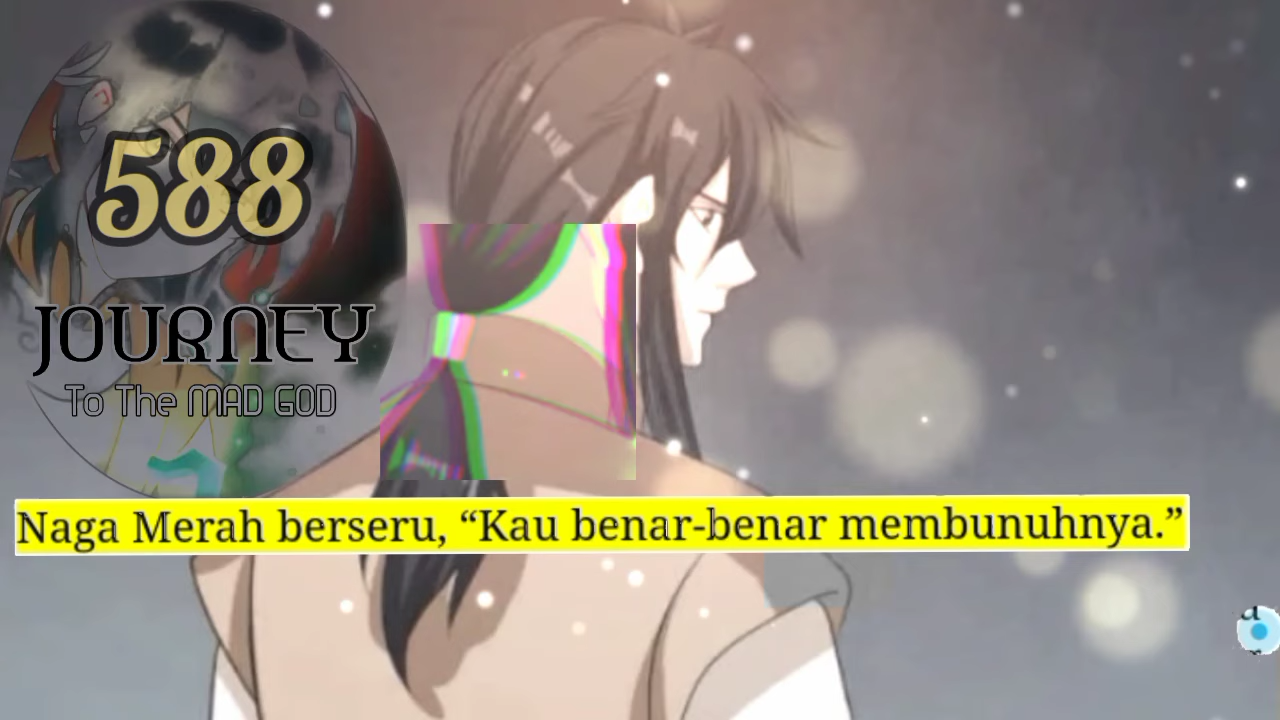 588
JOURNEY
To The MAD GOD
Naga Merah berseru, “Kau benar-benar membunuhnya.”